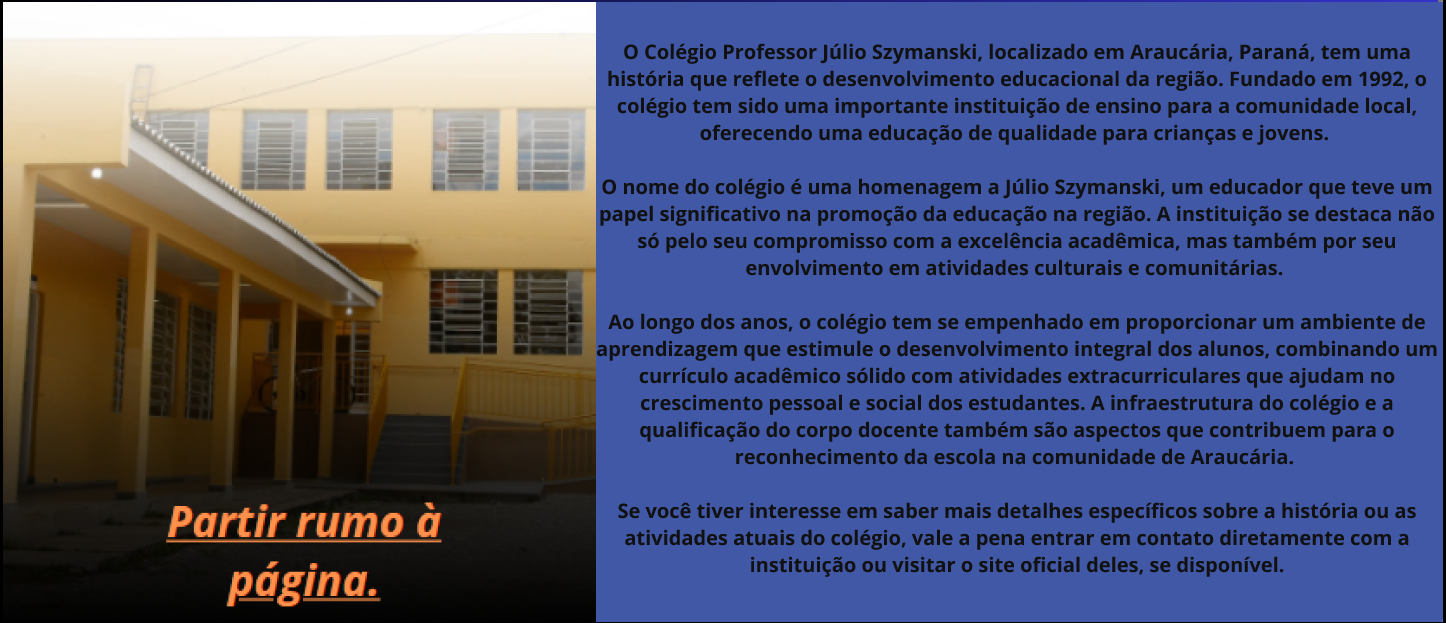 Partir rumo à
página.
O Colégio Professor Júlio Szymanski, localizado em Araucária, Paraná, tem uma
história que reflete o desenvolvimento educacional da região. Fundado em 1992, o
colégio tem sido uma importante instituição de ensino para a comunidade local,
oferecendo uma educação de qualidade para crianças e jovens.
O nome do colégio é uma homenagem a Júlio Szymanski, um educador que teve um
papel significativo na promoção da educação na região. A instituição se destaca não
só pelo seu compromisso com a excelência acadêmica, mas também por seu
envolvimento em atividades culturais e comunitárias.
Ao longo dos anos, o colégio tem se empenhado em proporcionar um ambiente de
aprendizagem que estimule o desenvolvimento integral dos alunos, combinando um
currículo acadêmico sólido com atividades extracurriculares que ajudam no
crescimento pessoal e social dos estudantes. A infraestrutura do colégio e a
qualificação do corpo docente também são aspectos que contribuem para o
reconhecimento da escola na comunidade de Araucária.
Se você tiver interesse em saber mais detalhes específicos sobre a história ou as
atividades atuais do colégio, vale a pena entrar em contato diretamente com a
instituição ou visitar o site oficial deles, se disponível.